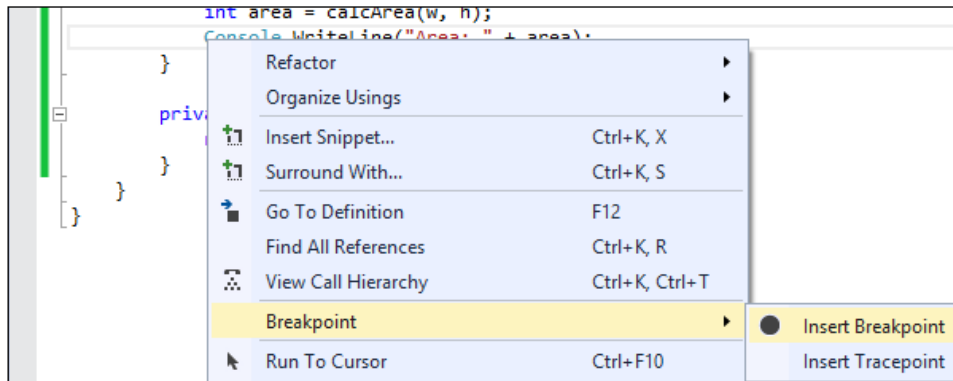 int area = calcArea(w, h);
Console.WriteLine("Area: " + area);
}
priv
}
}
}
Refactor
Organize Usings
Insert Snippet... Ctrl+K, X
Surround With... Ctrl+K, S
Go To Definition F12
Find All References Ctrl+K, R
View Call Hierarchy Ctrl+K, Ctrl+T
Breakpoint
Insert Breakpoint
Run To Cursor Ctrl+F10
Insert Tracepoint